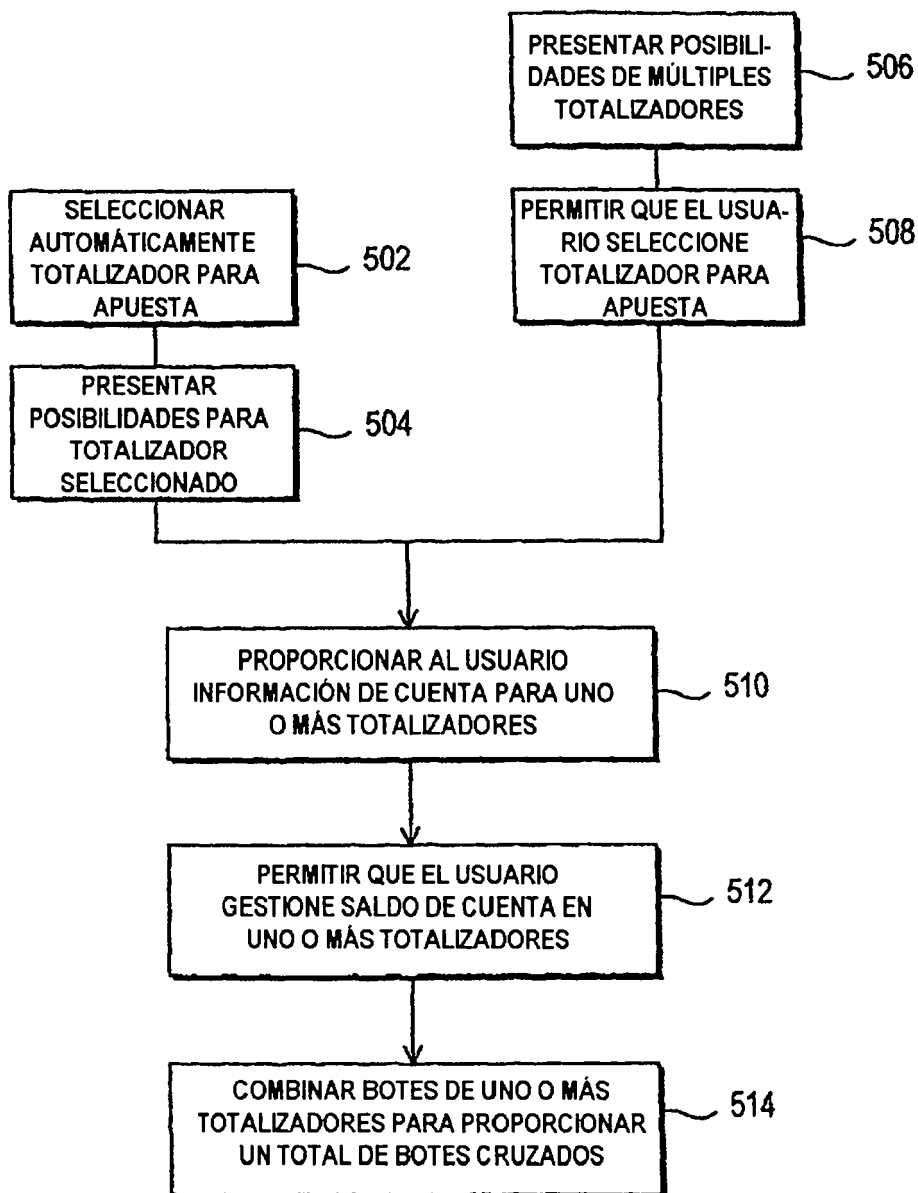 PRESENTAR POSIBILI-
DADES DE MÚLTIPLES
TOTALIZADORES
506
SELECCIONAR
AUTOMÁTICAMENTE
TOTALIZADOR PARA
APUESTA
502
PERMITIR QUE EL USUA-
RIO SELECCIONE
TOTALIZADOR PARA
APUESTA
508
PRESENTAR
POSIBILIDADES PARA
TOTALIZADOR
SELECCIONADO
504
PROPORCIONAR AL USUARIO
INFORMACIÓN DE CUENTA PARA UNO
O MÁS TOTALIZADORES
510
PERMITIR QUE EL USUARIO
GESTIONE SALDO DE CUENTA EN
UNO O MÁS TOTALIZADORES
512
COMBINAR BOTES DE UNO O MÁS
TOTALIZADORES PARA PROPORCIONAR
UN TOTAL DE BOTES CRUZADOS
514